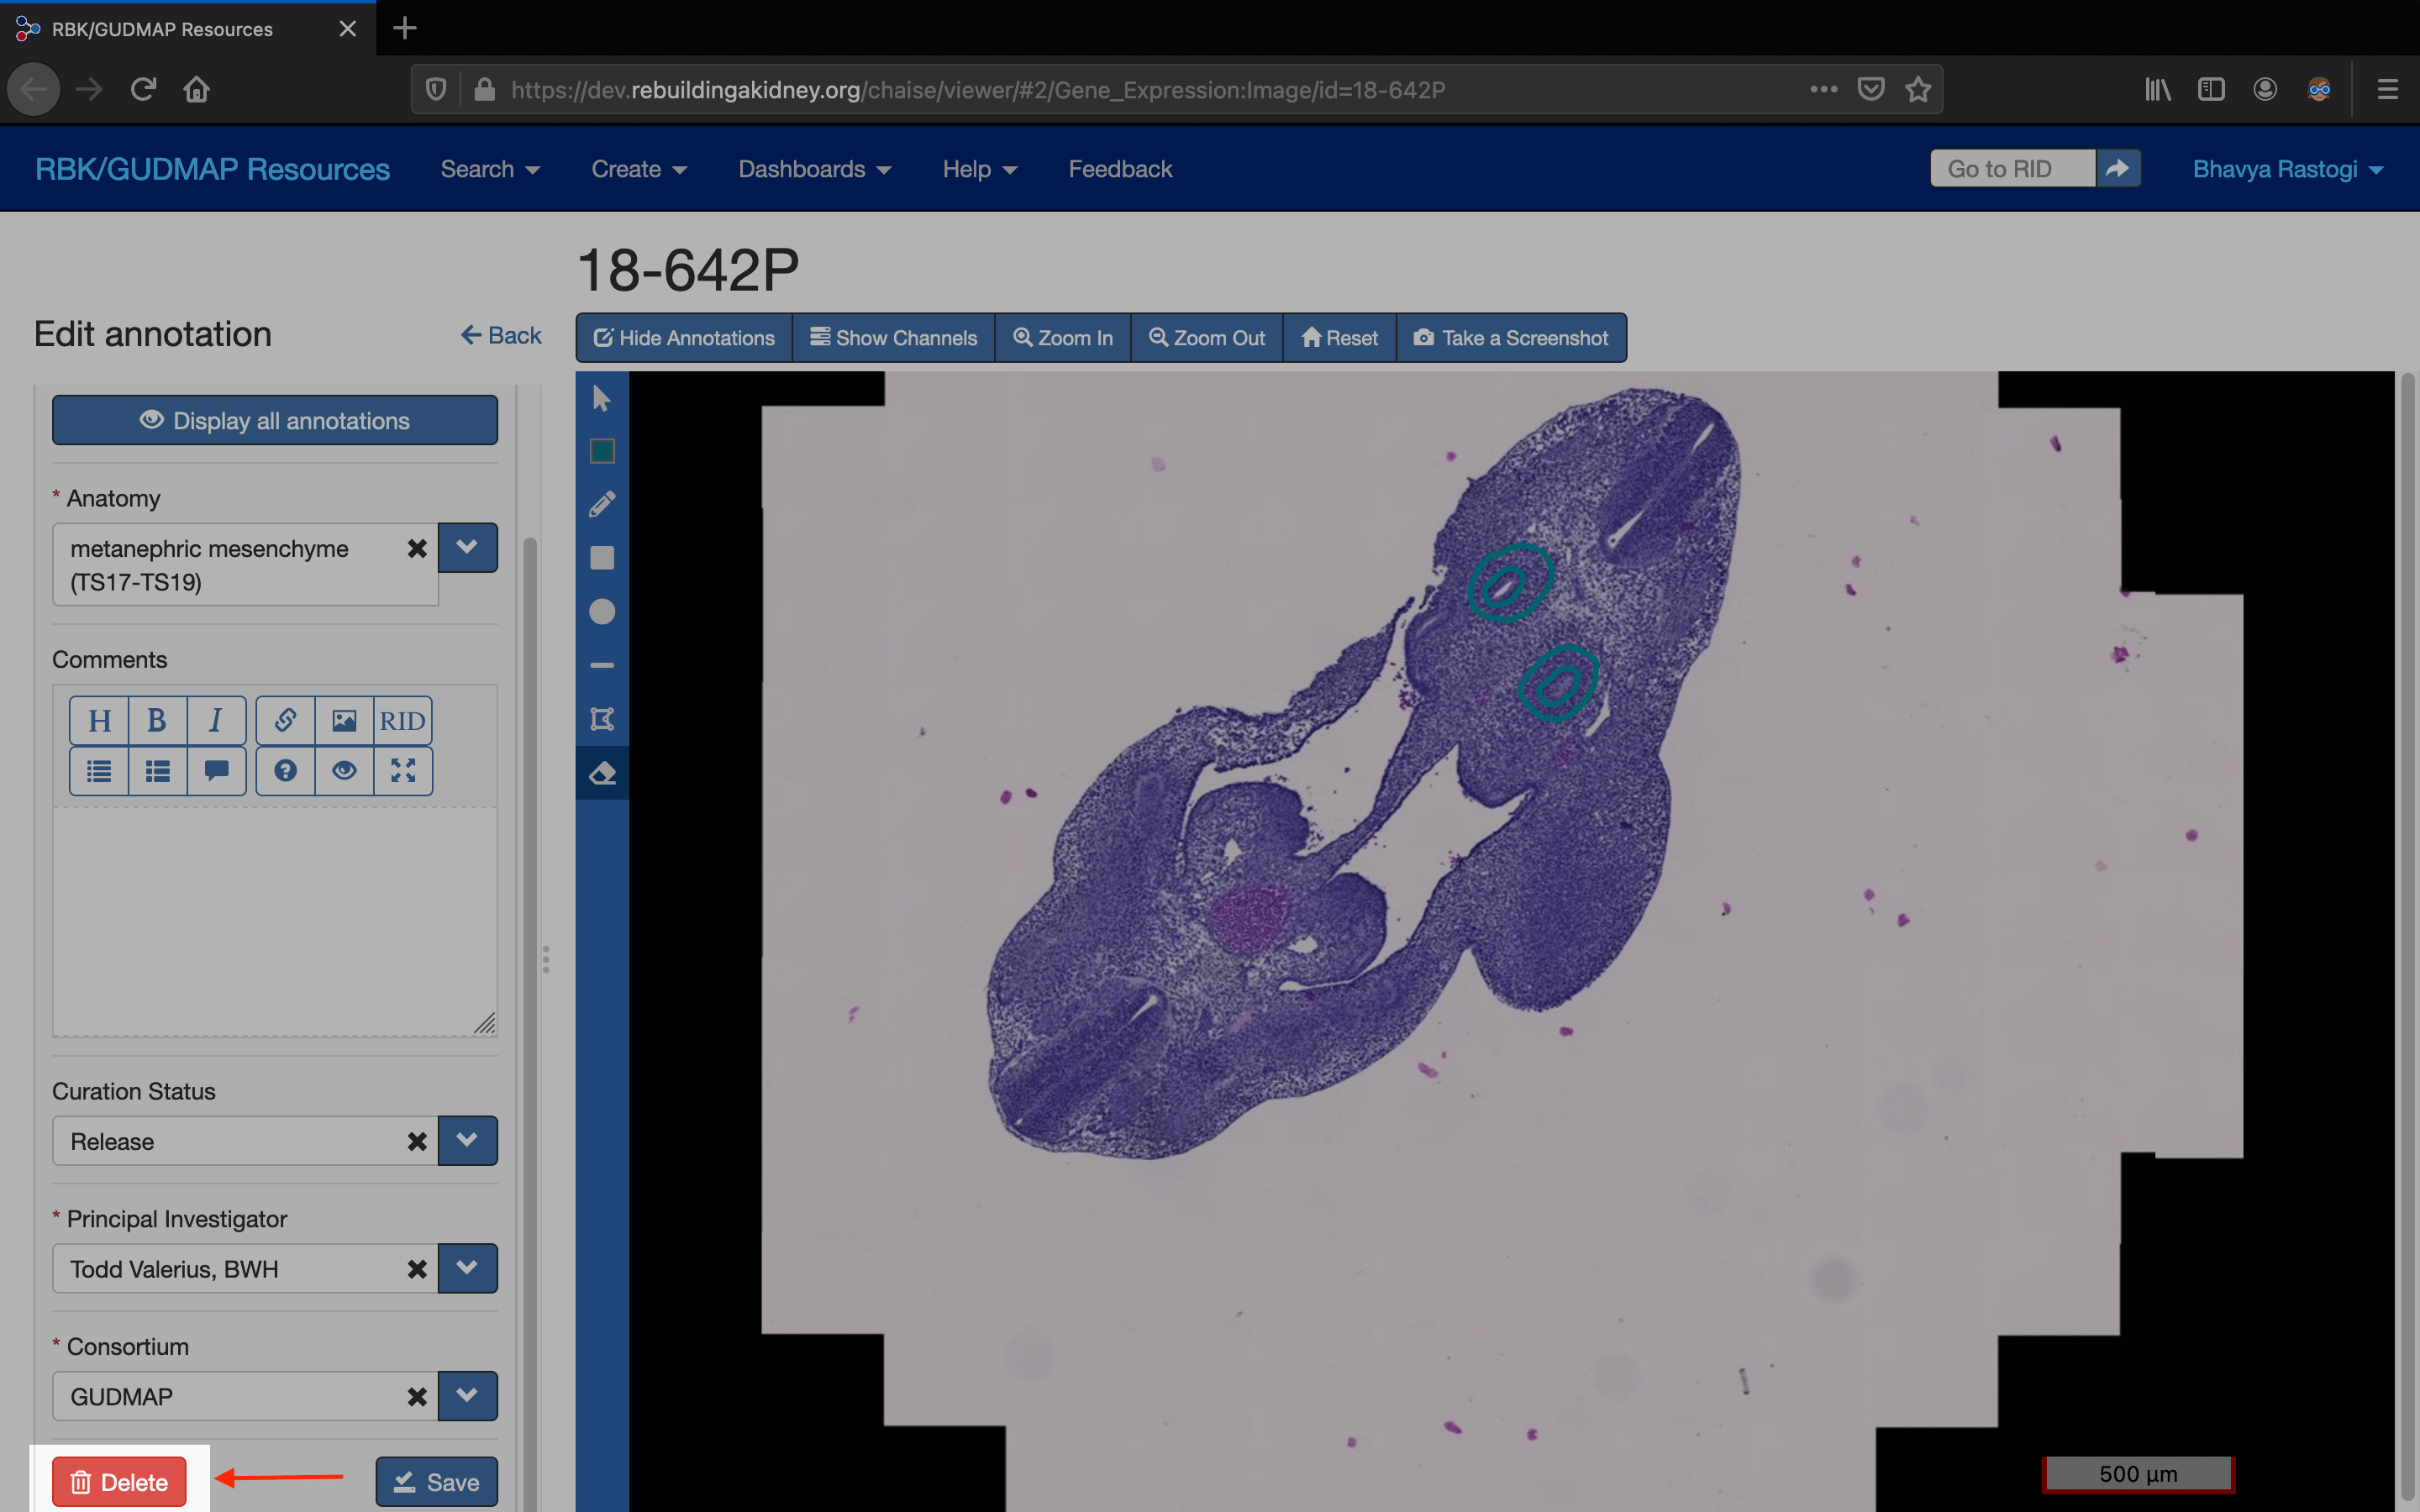 RBK/GUDMAP Resources
https://dev.rebuildingakidney.org/chaise/viewer/#2/Gene_Expression:Image/id=18-642P
RBK/GUDMAP Resources
Search
Create
Dashboards
Help
Feedback
Go to RID
Bhavya Rastogi
18-642P
Edit annotation
Back
Hide Annotations
Show Channels
Zoom In
Zoom Out
Reset
Take a Screenshot
Display all annotations
* Anatomy
metanephric mesenchyme
(TS17-TS19)
Comments
H B I RID
Curation Status
Release
* Principal Investigator
Todd Valerius, BWH
* Consortium
GUDMAP
Delete
Save
500 µm